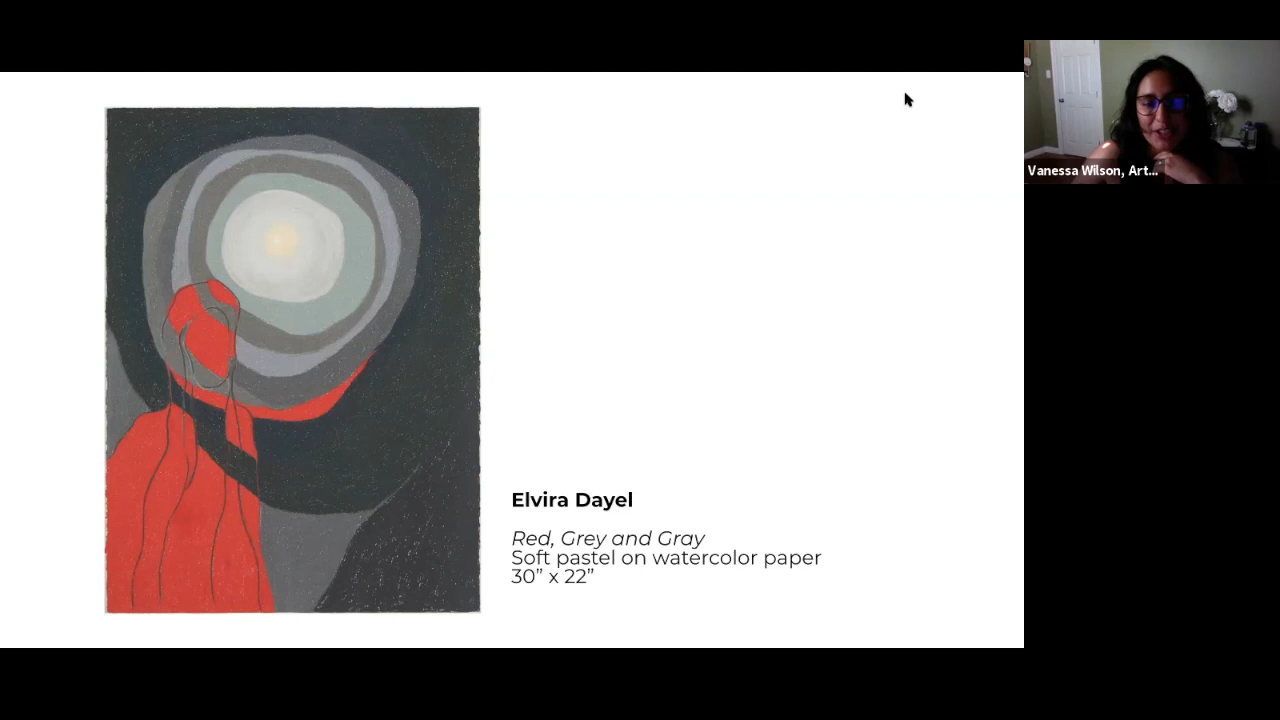 Vanessa Wilson, Art...
Elvira Dayel
Red, Grey and Gray
Soft pastel on watercolor paper
30” x 22”